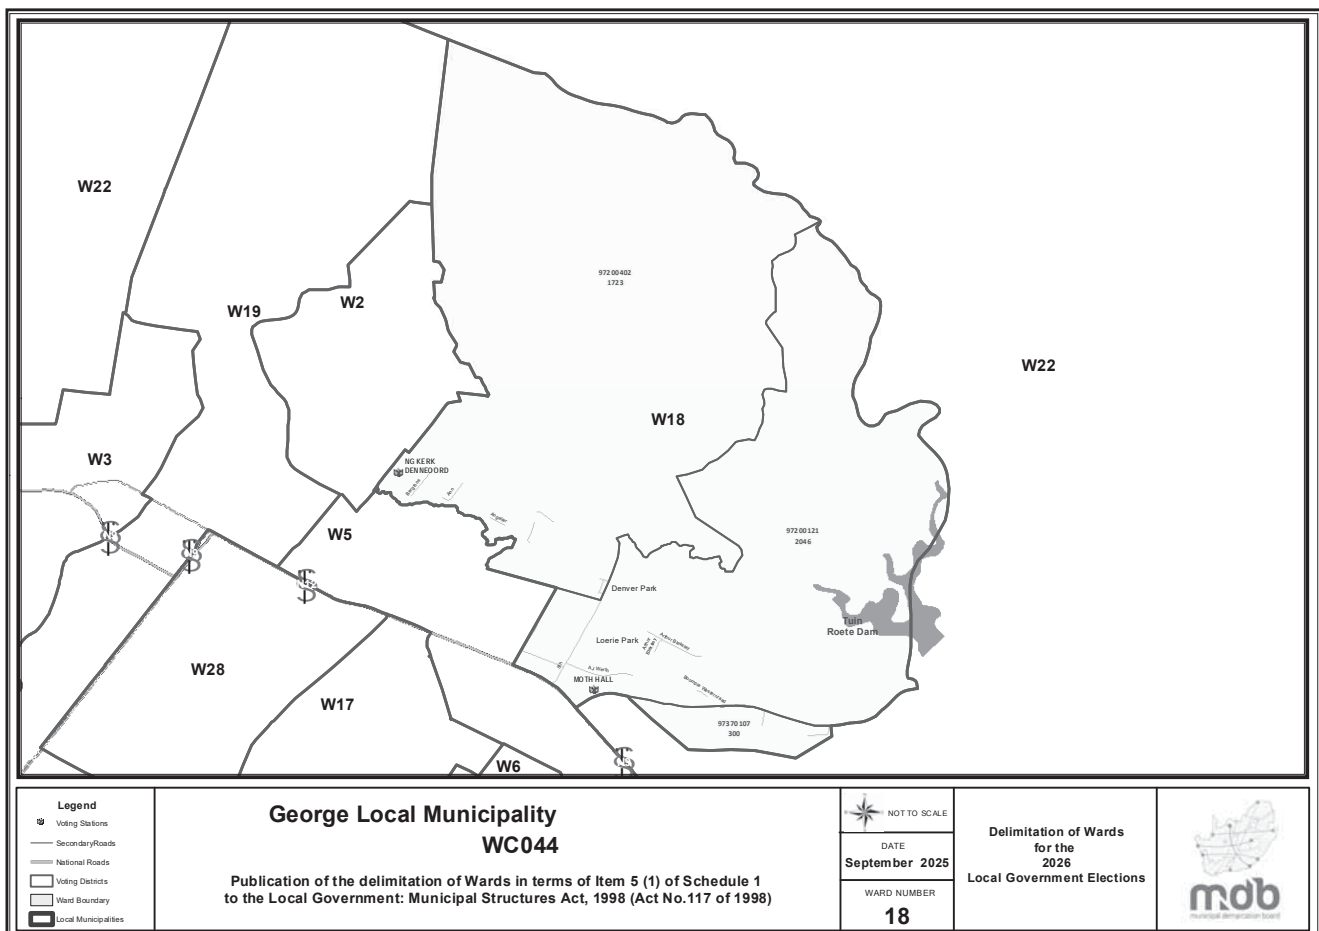 W22
W19
W2
97200402
1723
W22
W18
W3
NG KERK
DENNEOORD
W5
97200121
2046
Denver Park
Tuin
Roete Dam
Loerie Park
W28
MOTH HALL
W17
97370107
300
W6
Legend
Voting Stations
SecondaryRoads
National Roads
Voting Districts
Ward Boundary
Local Municipalities
George Local Municipality
WC044
Publication of the delimitation of Wards in terms of Item 5 (1) of Schedule 1
to the Local Government: Municipal Structures Act, 1998 (Act No.117 of 1998)
NOT TO SCALE
DATE
September 2025
WARD NUMBER
18
Delimitation of Wards
for the
2026
Local Government Elections
mdb
municipal demarcation board